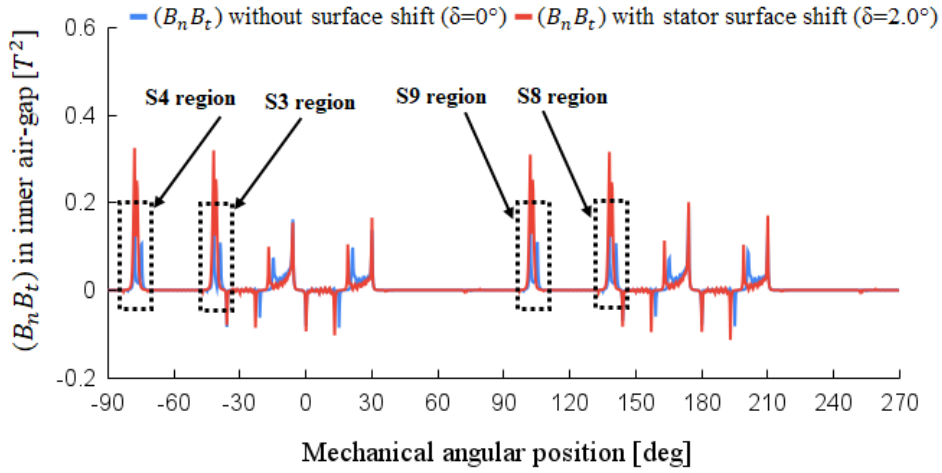 (BₙBₜ) without surface shift (δ=0°) (BₙBₜ) with stator surface shift (δ=2.0°)
0.6
0.4
0.2
0
-0.2
(BₙBₜ) in inner air-gap [T²]
S4 region
S3 region
S9 region
S8 region
-90 -60 -30 0 30 60 90 120 150 180 210 240 270
Mechanical angular position [deg]